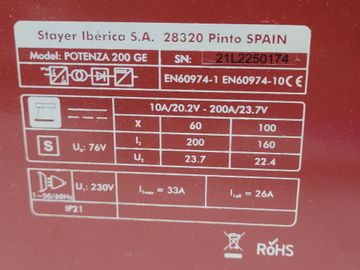 Stayer Ibérica S.A. 28320 Pinto SPAIN
Model: POTENZA 200 GE SN: 21L2250174
EN60974-1 EN60974-10 CE
10A/20.2V - 200A/23.7V
X 60 100
I₂ 200 160
S U₀: 76V U₂ 23.7 22.4
1~50/60Hz U₁: 230V I₁max = 33A I₁eff = 26A
IP21
RoHS